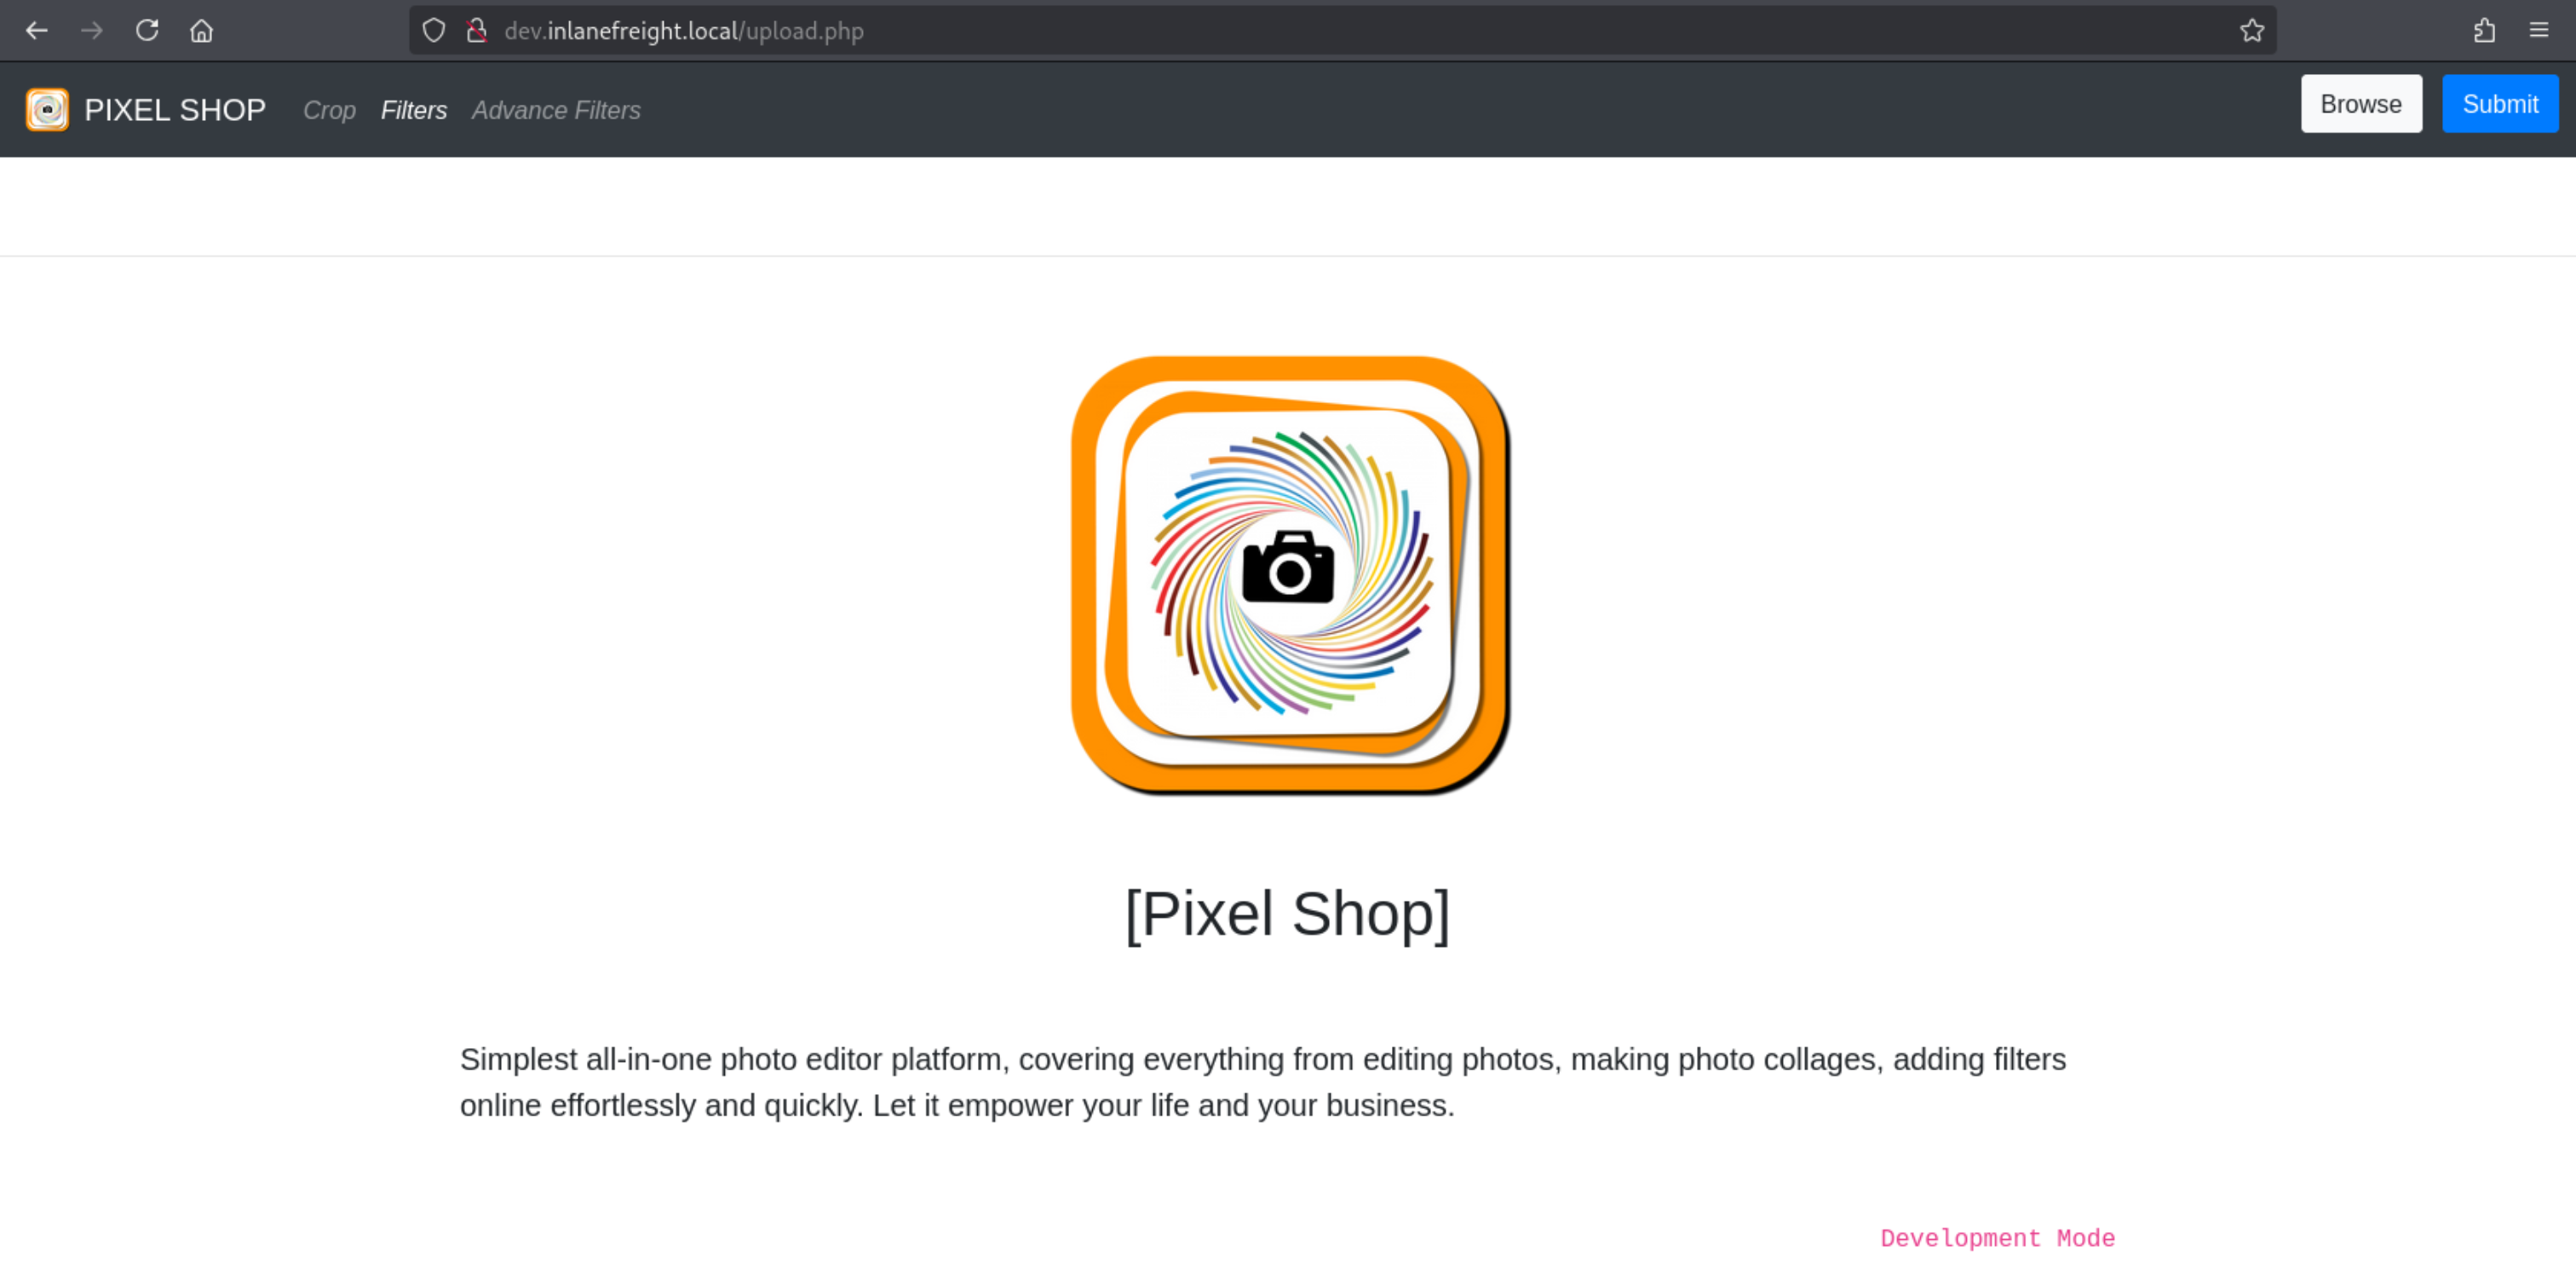 dev.inlanefreight.local/upload.php
PIXEL SHOP Crop Filters Advance Filters Browse Submit
[Pixel Shop]
Simplest all-in-one photo editor platform, covering everything from editing photos, making photo collages, adding filters
online effortlessly and quickly. Let it empower your life and your business.
Development Mode